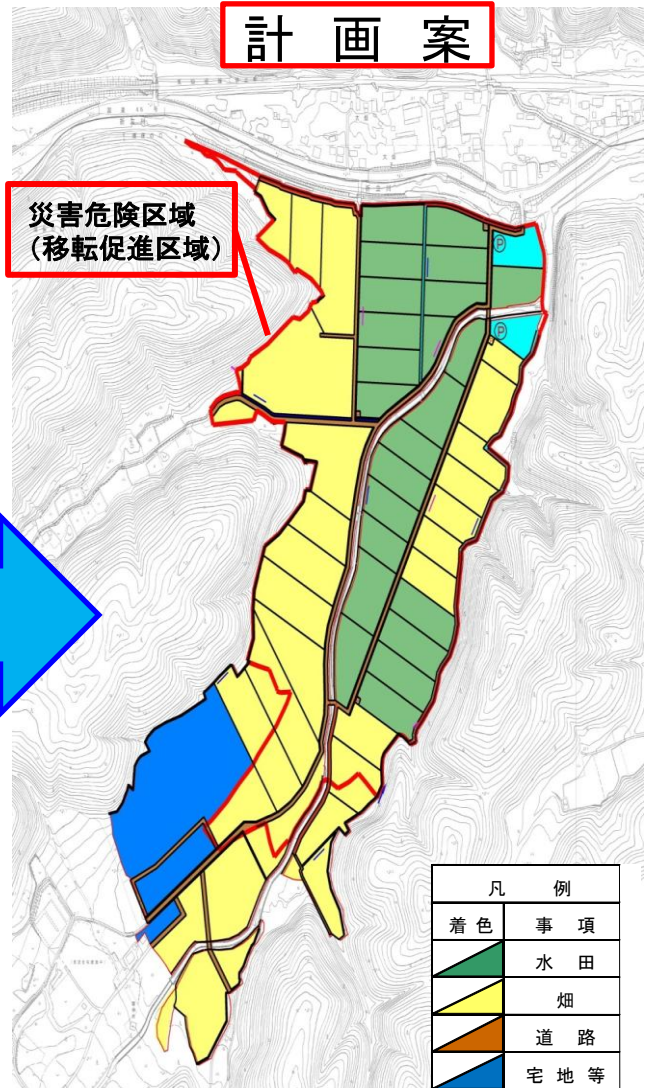 計 画 案
災害危険区域
（移転促進区域）
Ⓟ
Ⓟ
凡 例
着 色 事 項
水 田
畑
道 路
宅 地 等